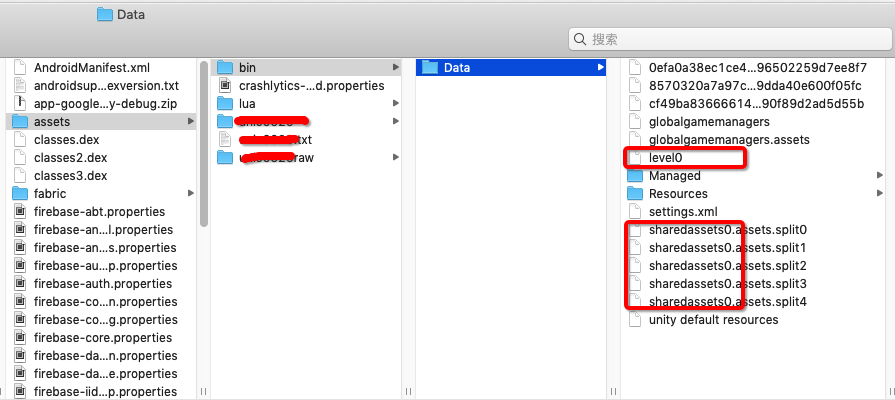 Data
搜索
AndroidManifest.xml
androidsup...exversion.txt
app-google...y-debug.zip
assets
classes.dex
classes2.dex
classes3.dex
fabric
firebase-abt.properties
firebase-an...l.properties
firebase-an...s.properties
firebase-au...p.properties
firebase-auth.properties
firebase-co...n.properties
firebase-co...g.properties
firebase-core.properties
firebase-da...n.properties
firebase-da...e.properties
firebase-iid...p.properties
bin
crashlytics-...d.properties
lua
.txt
raw
Data
0efa0a38ec1ce4...96502259d7ee8f7
8570320a7a97c...9dda40e600f05fc
cf49ba83666614...90f89d2ad5d55b
globalgamemanagers
globalgamemanagers.assets
level0
Managed
Resources
settings.xml
sharedassets0.assets.split0
sharedassets0.assets.split1
sharedassets0.assets.split2
sharedassets0.assets.split3
sharedassets0.assets.split4
unity default resources